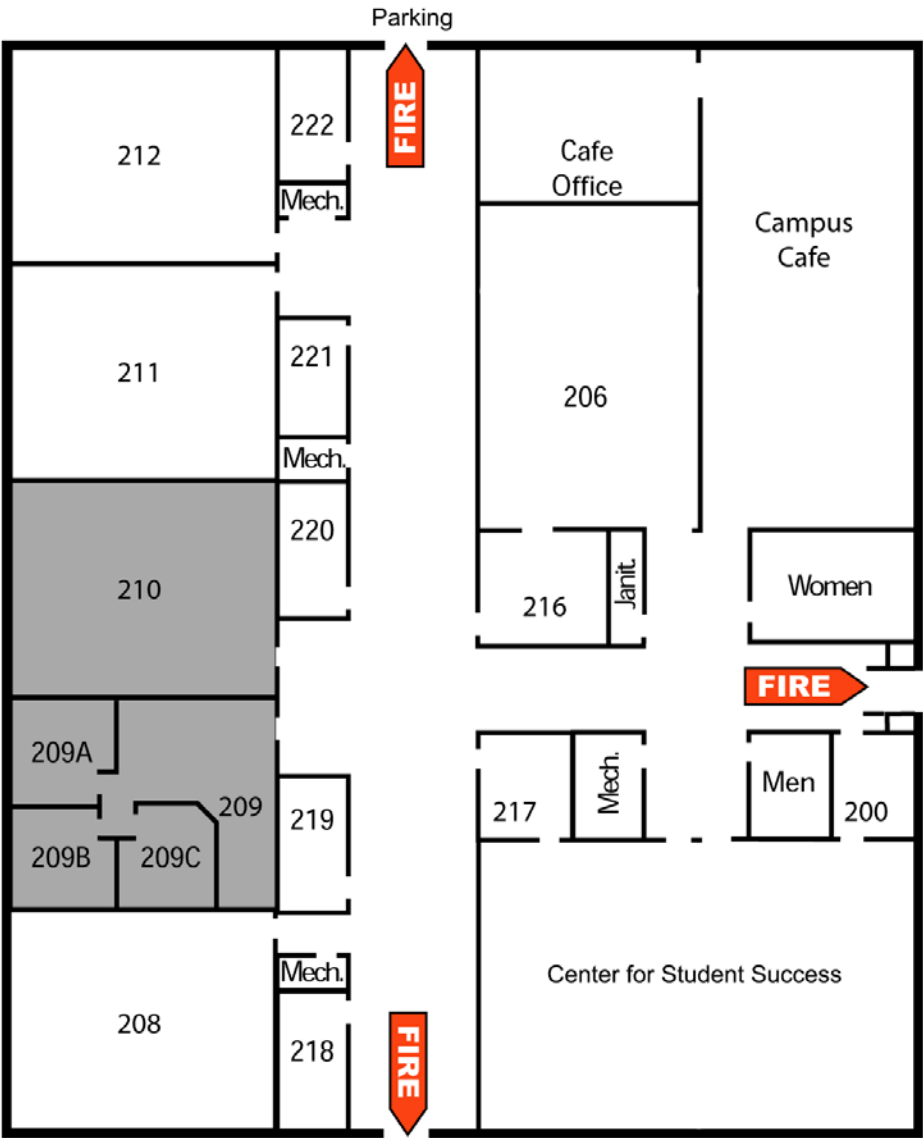 Parking
FIRE
222
212
Cafe
Office
Mech.
Campus
Cafe
221
211
206
Mech.
220
210
Janit.
Women
216
FIRE
209A
Men
Mech.
209
217
200
219
209B
209C
Mech.
Center for Student Success
208
218
FIRE